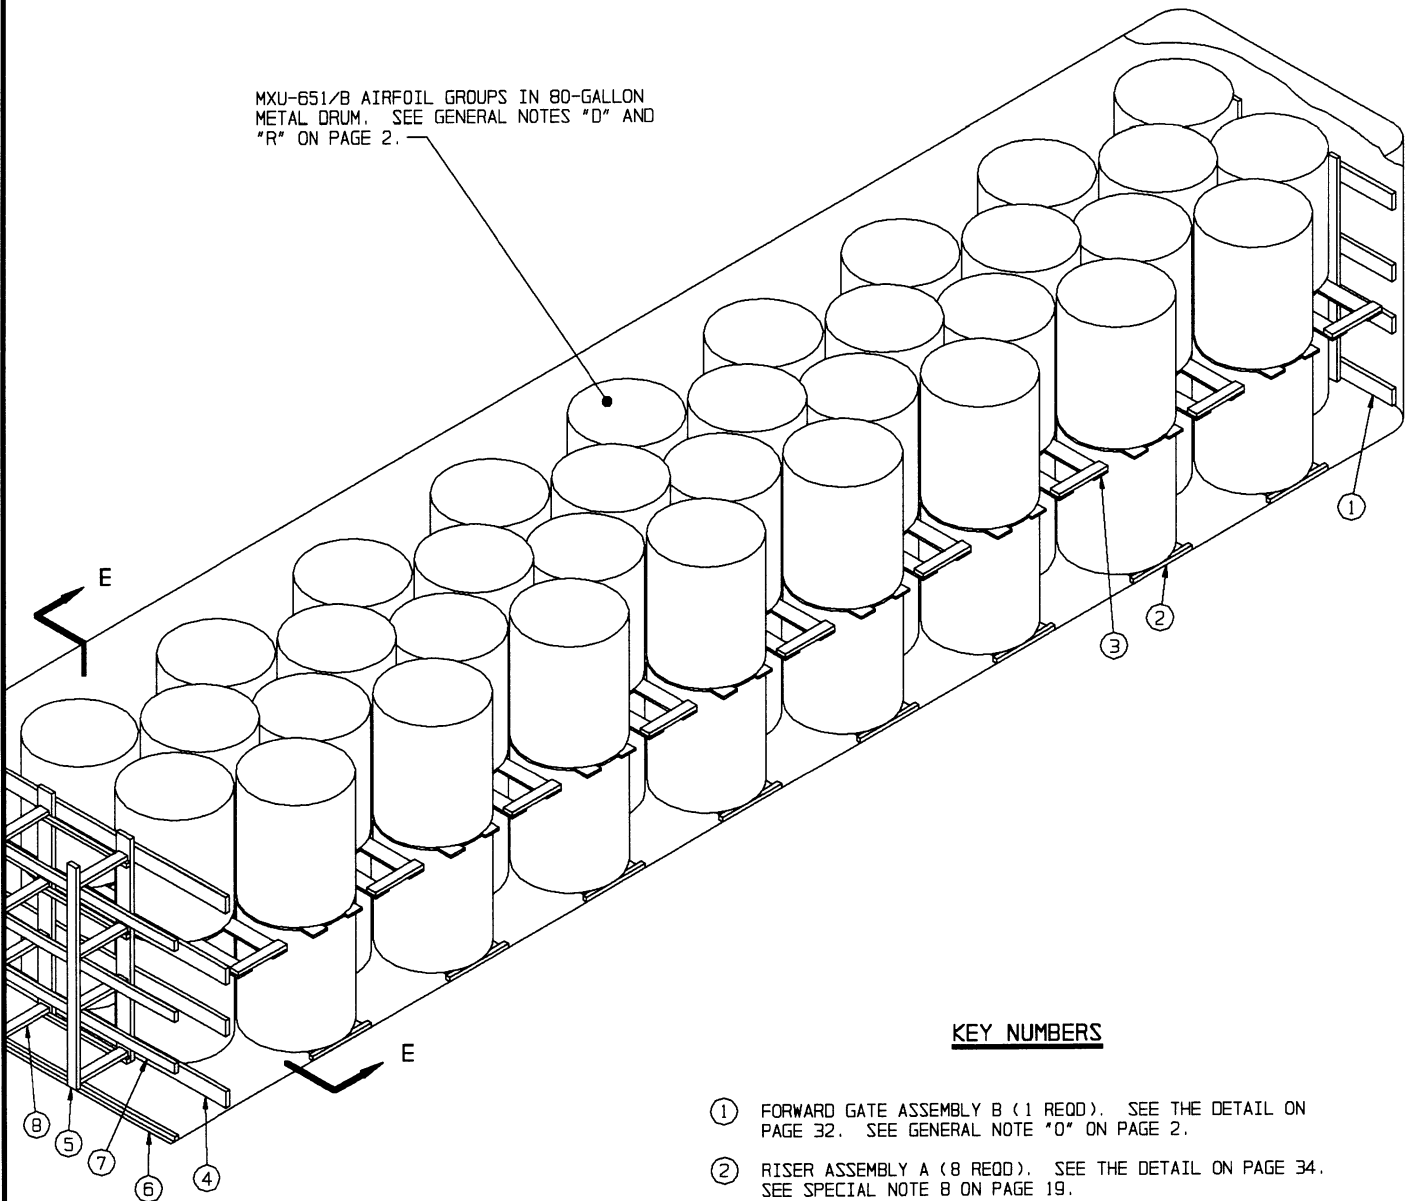 MXU-651/B AIRFOIL GROUPS IN 80-GALLON
METAL DRUM. SEE GENERAL NOTES "D" AND
"R" ON PAGE 2.
E
E
1
2
3
8
5
7
6
4
KEY NUMBERS
1 FORWARD GATE ASSEMBLY B (1 REQD). SEE THE DETAIL ON
PAGE 32. SEE GENERAL NOTE "O" ON PAGE 2.
2 RISER ASSEMBLY A (8 REQD). SEE THE DETAIL ON PAGE 34.
SEE SPECIAL NOTE 8 ON PAGE 19.